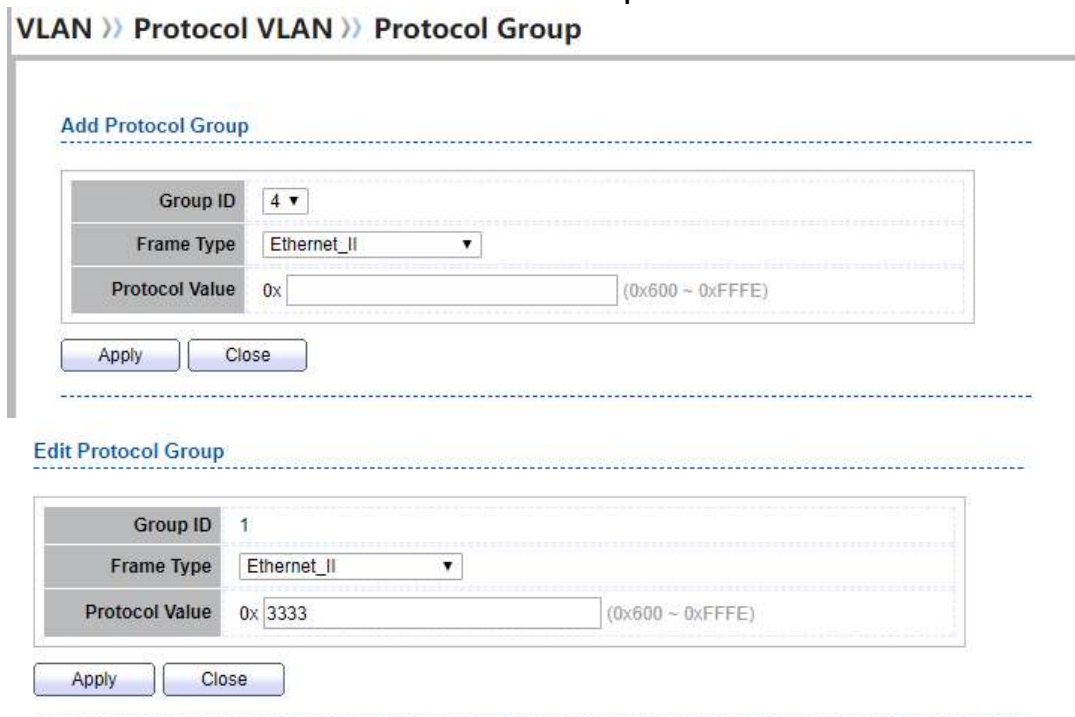 VLAN 》 Protocol VLAN 》 Protocol Group
Add Protocol Group
Group ID 4 ▼
Frame Type Ethernet_II ▼
Protocol Value 0x (0x600 ~ 0xFFFE)
Apply Close
Edit Protocol Group
Group ID 1
Frame Type Ethernet_II ▼
Protocol Value 0x 3333 (0x600 ~ 0xFFFE)
Apply Close